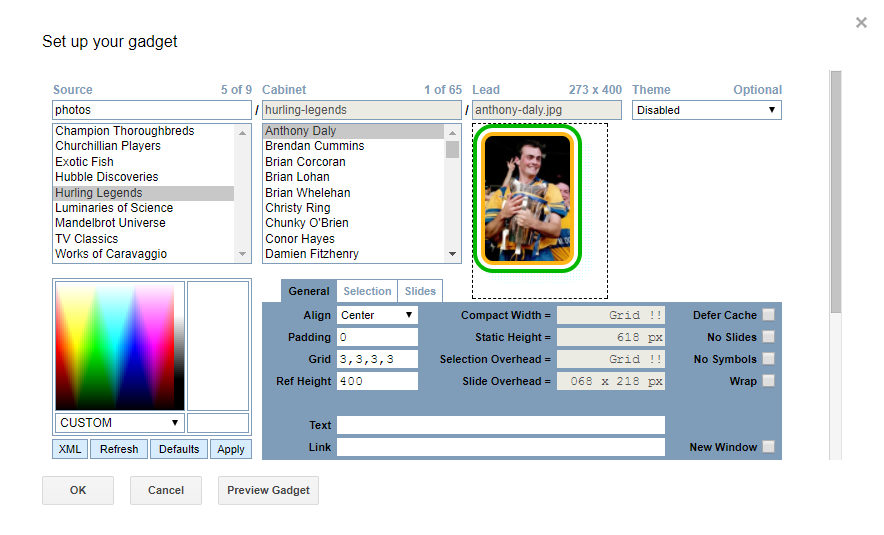 ×
Set up your gadget
Source 5 of 9 Cabinet 1 of 65 Lead 273 x 400 Theme Optional
photos / hurling-legends / anthony-daly.jpg Disabled ▼
Champion Thoroughbreds
Churchillian Players
Exotic Fish
Hubble Discoveries
Hurling Legends
Luminaries of Science
Mandelbrot Universe
TV Classics
Works of Caravaggio
Anthony Daly
Brendan Cummins
Brian Corcoran
Brian Lohan
Brian Whelehan
Christy Ring
Chunky O'Brien
Conor Hayes
Damien Fitzhenry
CUSTOM ▼
XML Refresh Defaults Apply
General Selection Slides
Align Center ▼ Compact Width = Grid !! Defer Cache
Padding 0 Static Height = 618 px No Slides
Grid 3,3,3,3 Selection Overhead = Grid !! No Symbols
Ref Height 400 Slide Overhead = 068 x 218 px Wrap
Text
Link New Window
OK Cancel Preview Gadget